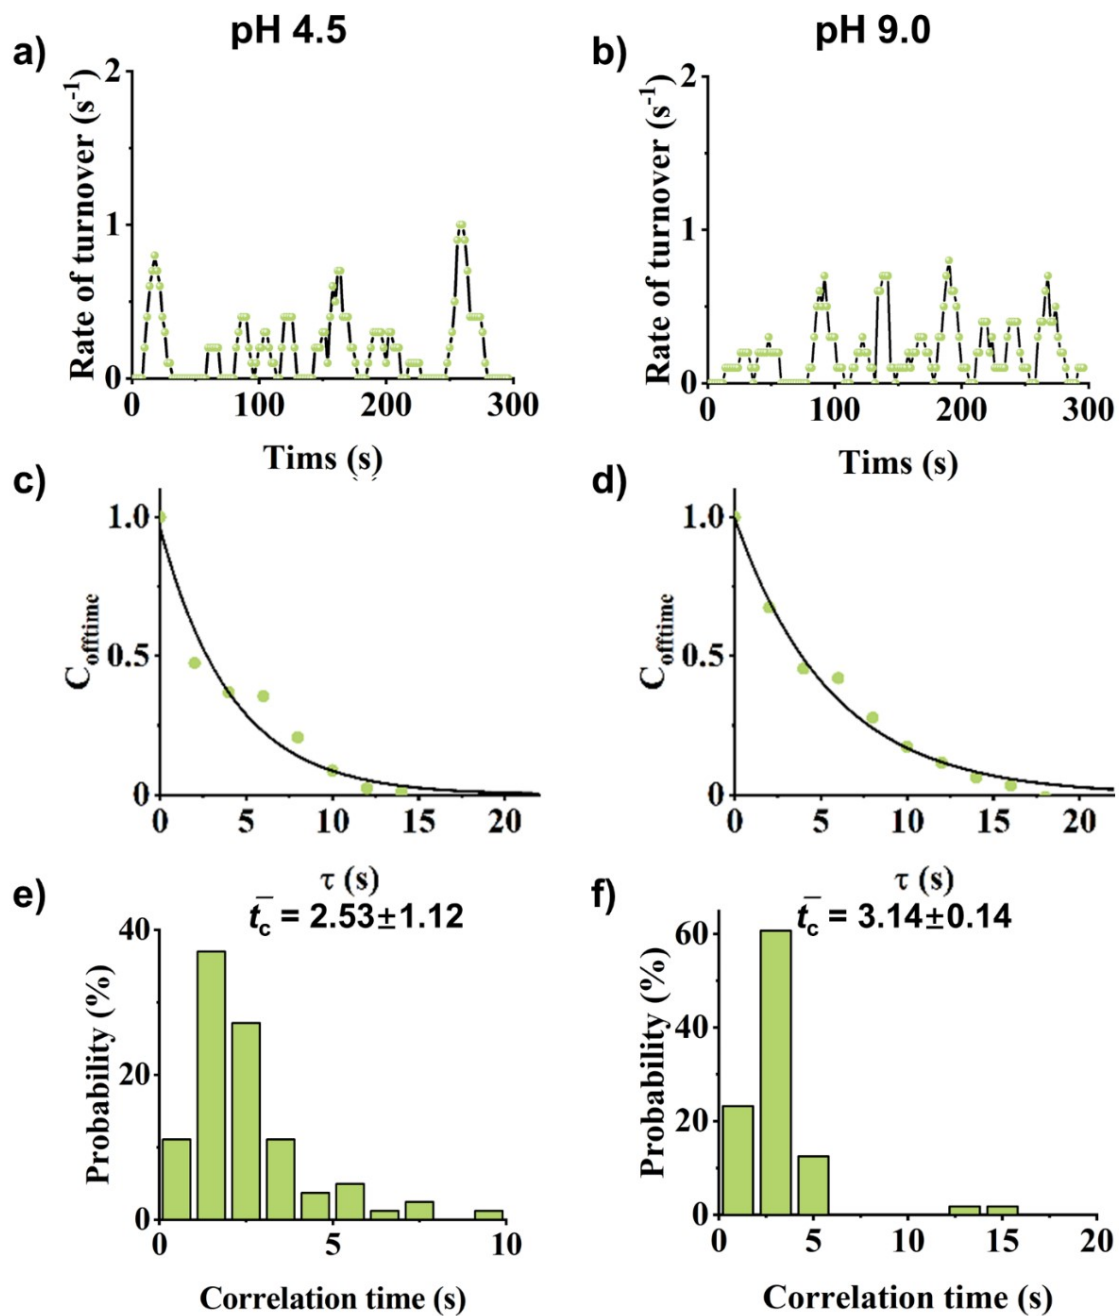 pH 4.5
pH 9.0
a)
b)
2
1
0
Rate of turnover (s-1)
0 100 200 300
Tims (s)
2
1
0
Rate of turnover (s-1)
0 100 200 300
Tims (s)
c)
d)
1.0
0.5
0
Cofftime
0 5 10 15 20
τ (s)
1.0
0.5
0
Cofftime
0 5 10 15 20
τ (s)
e)
f)
t̅c = 2.53±1.12
40
20
0
Probability (%)
0 5 10
Correlation time (s)
t̅c = 3.14±0.14
60
40
20
0
Probability (%)
0 5 10 15 20
Correlation time (s)